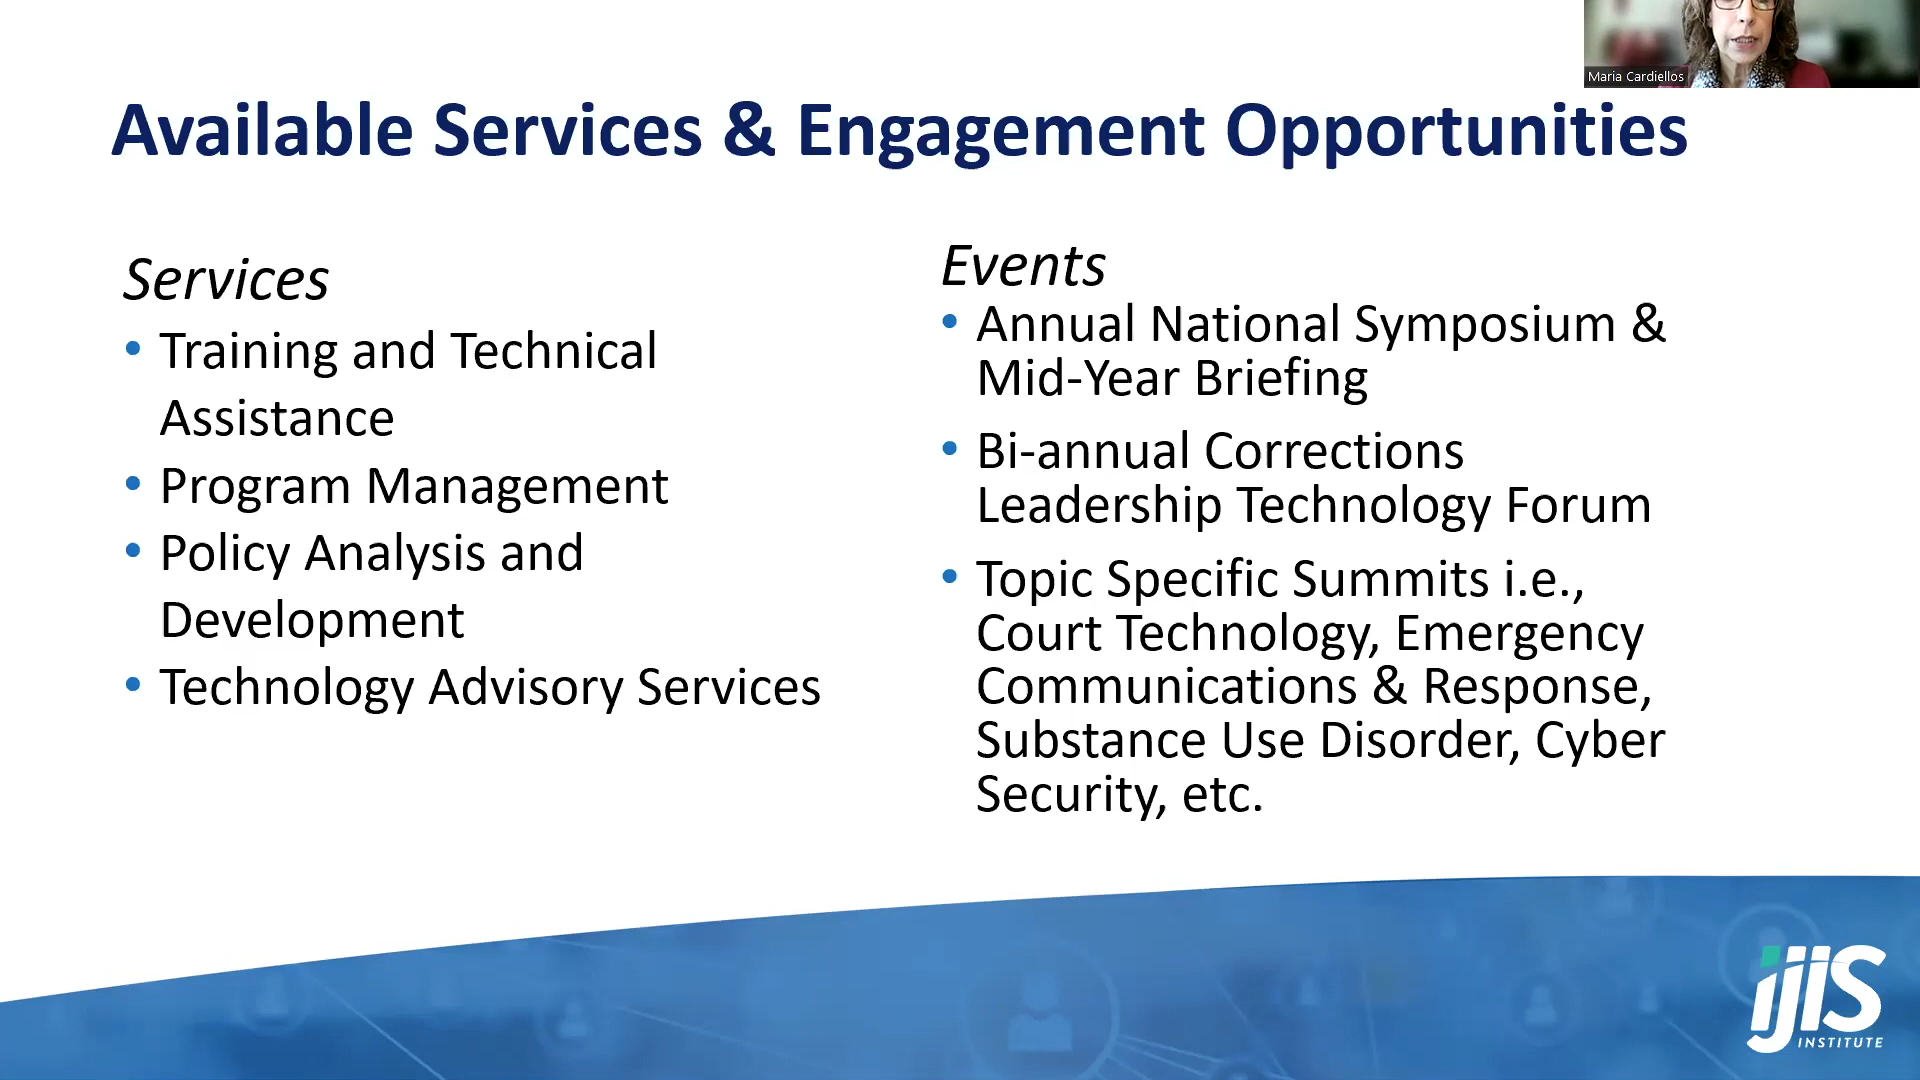 Maria Cardiellos
Available Services & Engagement Opportunities
Services
• Training and Technical
Assistance
• Program Management
• Policy Analysis and
Development
• Technology Advisory Services
Events
• Annual National Symposium &
Mid-Year Briefing
• Bi-annual Corrections
Leadership Technology Forum
• Topic Specific Summits i.e.,
Court Technology, Emergency
Communications & Response,
Substance Use Disorder, Cyber
Security, etc.
ijis
INSTITUTE